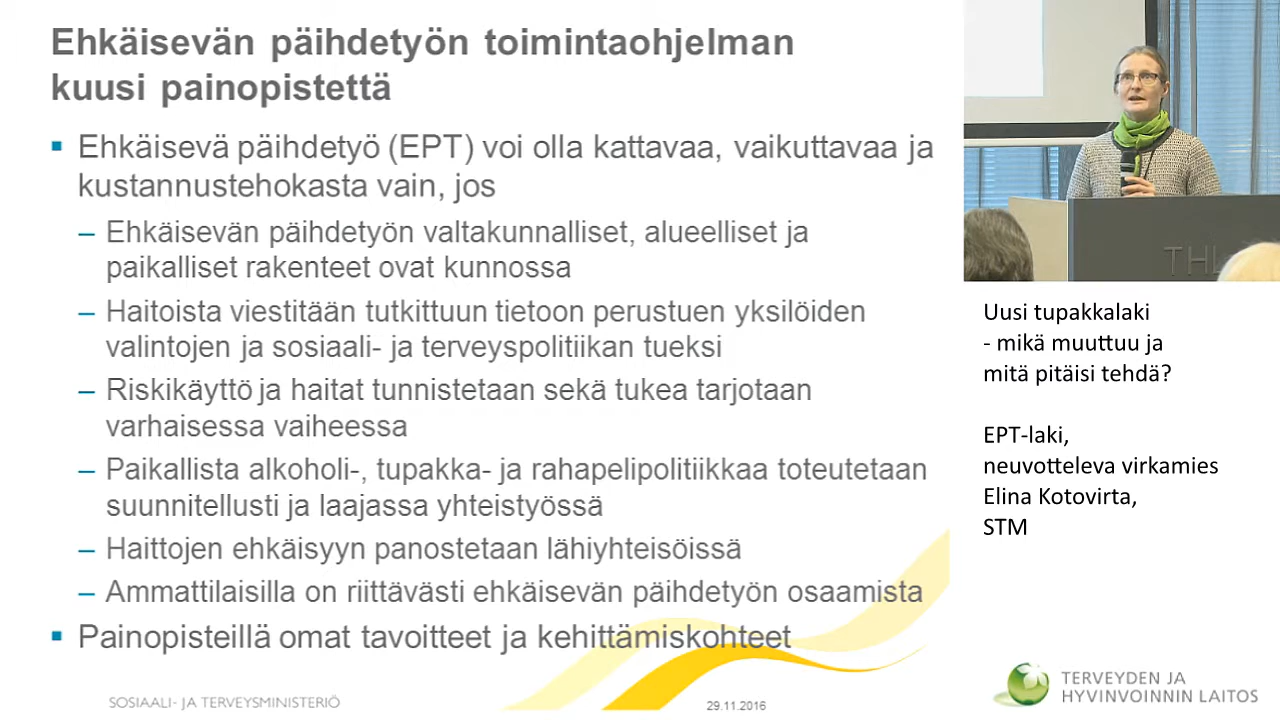 Ehkäisevän päihdetyön toimintaohjelman
kuusi painopistettä
Ehkäisevä päihdetyö (EPT) voi olla kattavaa, vaikuttavaa ja
kustannustehokasta vain, jos
– Ehkäisevän päihdetyön valtakunnalliset, alueelliset ja
paikalliset rakenteet ovat kunnossa
– Haitoista viestitään tutkittuun tietoon perustuen yksilöiden
valintojen ja sosiaali- ja terveyspolitiikan tueksi
– Riskikäyttö ja haitat tunnistetaan sekä tukea tarjotaan
varhaisessa vaiheessa
– Paikallista alkoholi-, tupakka- ja rahapelipolitiikkaa toteutetaan
suunnitellusti ja laajassa yhteistyössä
– Haittojen ehkäisyyn panostetaan lähiyhteisöissä
– Ammattilaisilla on riittävästi ehkäisevän päihdetyön osaamista
Painopisteillä omat tavoitteet ja kehittämiskohteet
SOSIAALI- JA TERVEYSMINISTERIÖ
29.11.2016
THL
Uusi tupakkalaki
- mikä muuttuu ja
mitä pitäisi tehdä?
EPT-laki,
neuvotteleva virkamies
Elina Kotovirta,
STM
TERVEYDEN JA
HYVINVOINNIN LAITOS